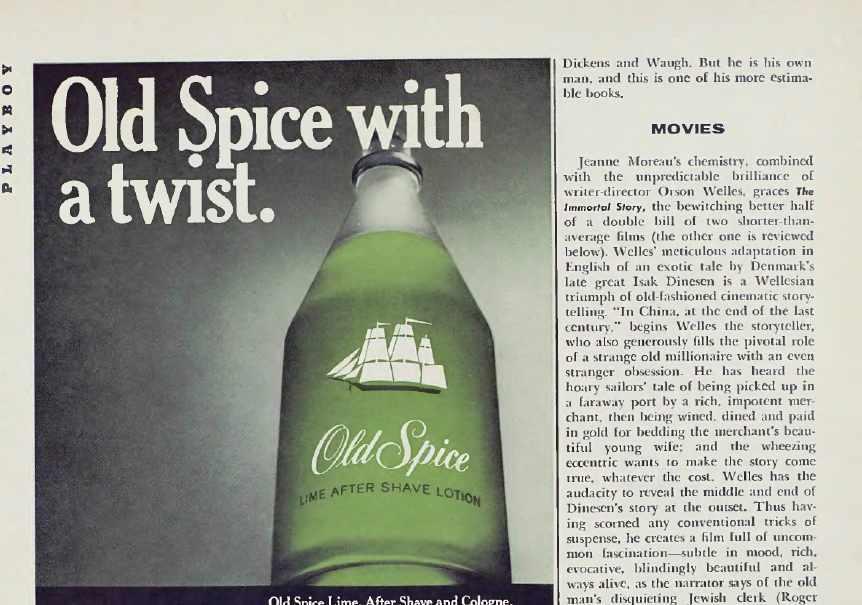 PLAYBOY
Old Spice with
a twist.
Old Spice
LIME AFTER SHAVE LOTION
Old Spice Lime. After Shave and Cologne.
Dickens and Waugh. But he is his own
man, and this is one of his more estima-
ble books.
MOVIES
Jeanne Moreau's chemistry, combined
with the unpredictable brilliance of
writer-director Orson Welles, graces The
Immortal Story, the bewitching better half
of a double bill of two shorter-than-
average films (the other one is reviewed
below). Welles' meticulous adaptation in
English of an exotic tale by Denmark's
late great Isak Dinesen is a Wellesian
triumph of old-fashioned cinematic story-
telling. "In China, at the end of the last
century," begins Welles the storyteller,
who also generously fills the pivotal role
of a strange old millionaire with an even
stranger obsession. He has heard the
hoary sailors' tale of being picked up in
a faraway port by a rich, impotent mer-
chant, then being wined, dined and paid
in gold for bedding the merchant's beau-
tiful young wife; and the wheezing
eccentric wants to make the story come
true, whatever the cost. Welles has the
audacity to reveal the middle and end of
Dinesen's story at the outset. Thus hav-
ing scorned any conventional tricks of
suspense, he creates a film full of uncom-
mon fascination—subtle in mood, rich,
evocative, blindingly beautiful and al-
ways alive, as the narrator says of the old
man's disquieting Jewish clerk (Roger